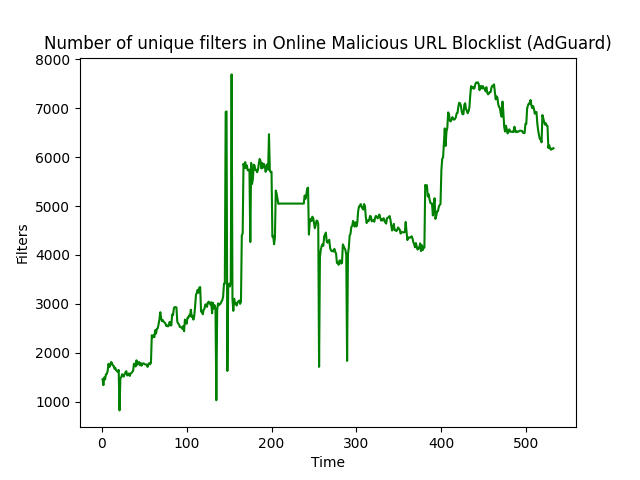 Number of unique filters in Online Malicious URL Blocklist (AdGuard)
8000
7000
6000
5000
4000
3000
2000
1000
Filters
0 100 200 300 400 500
Time